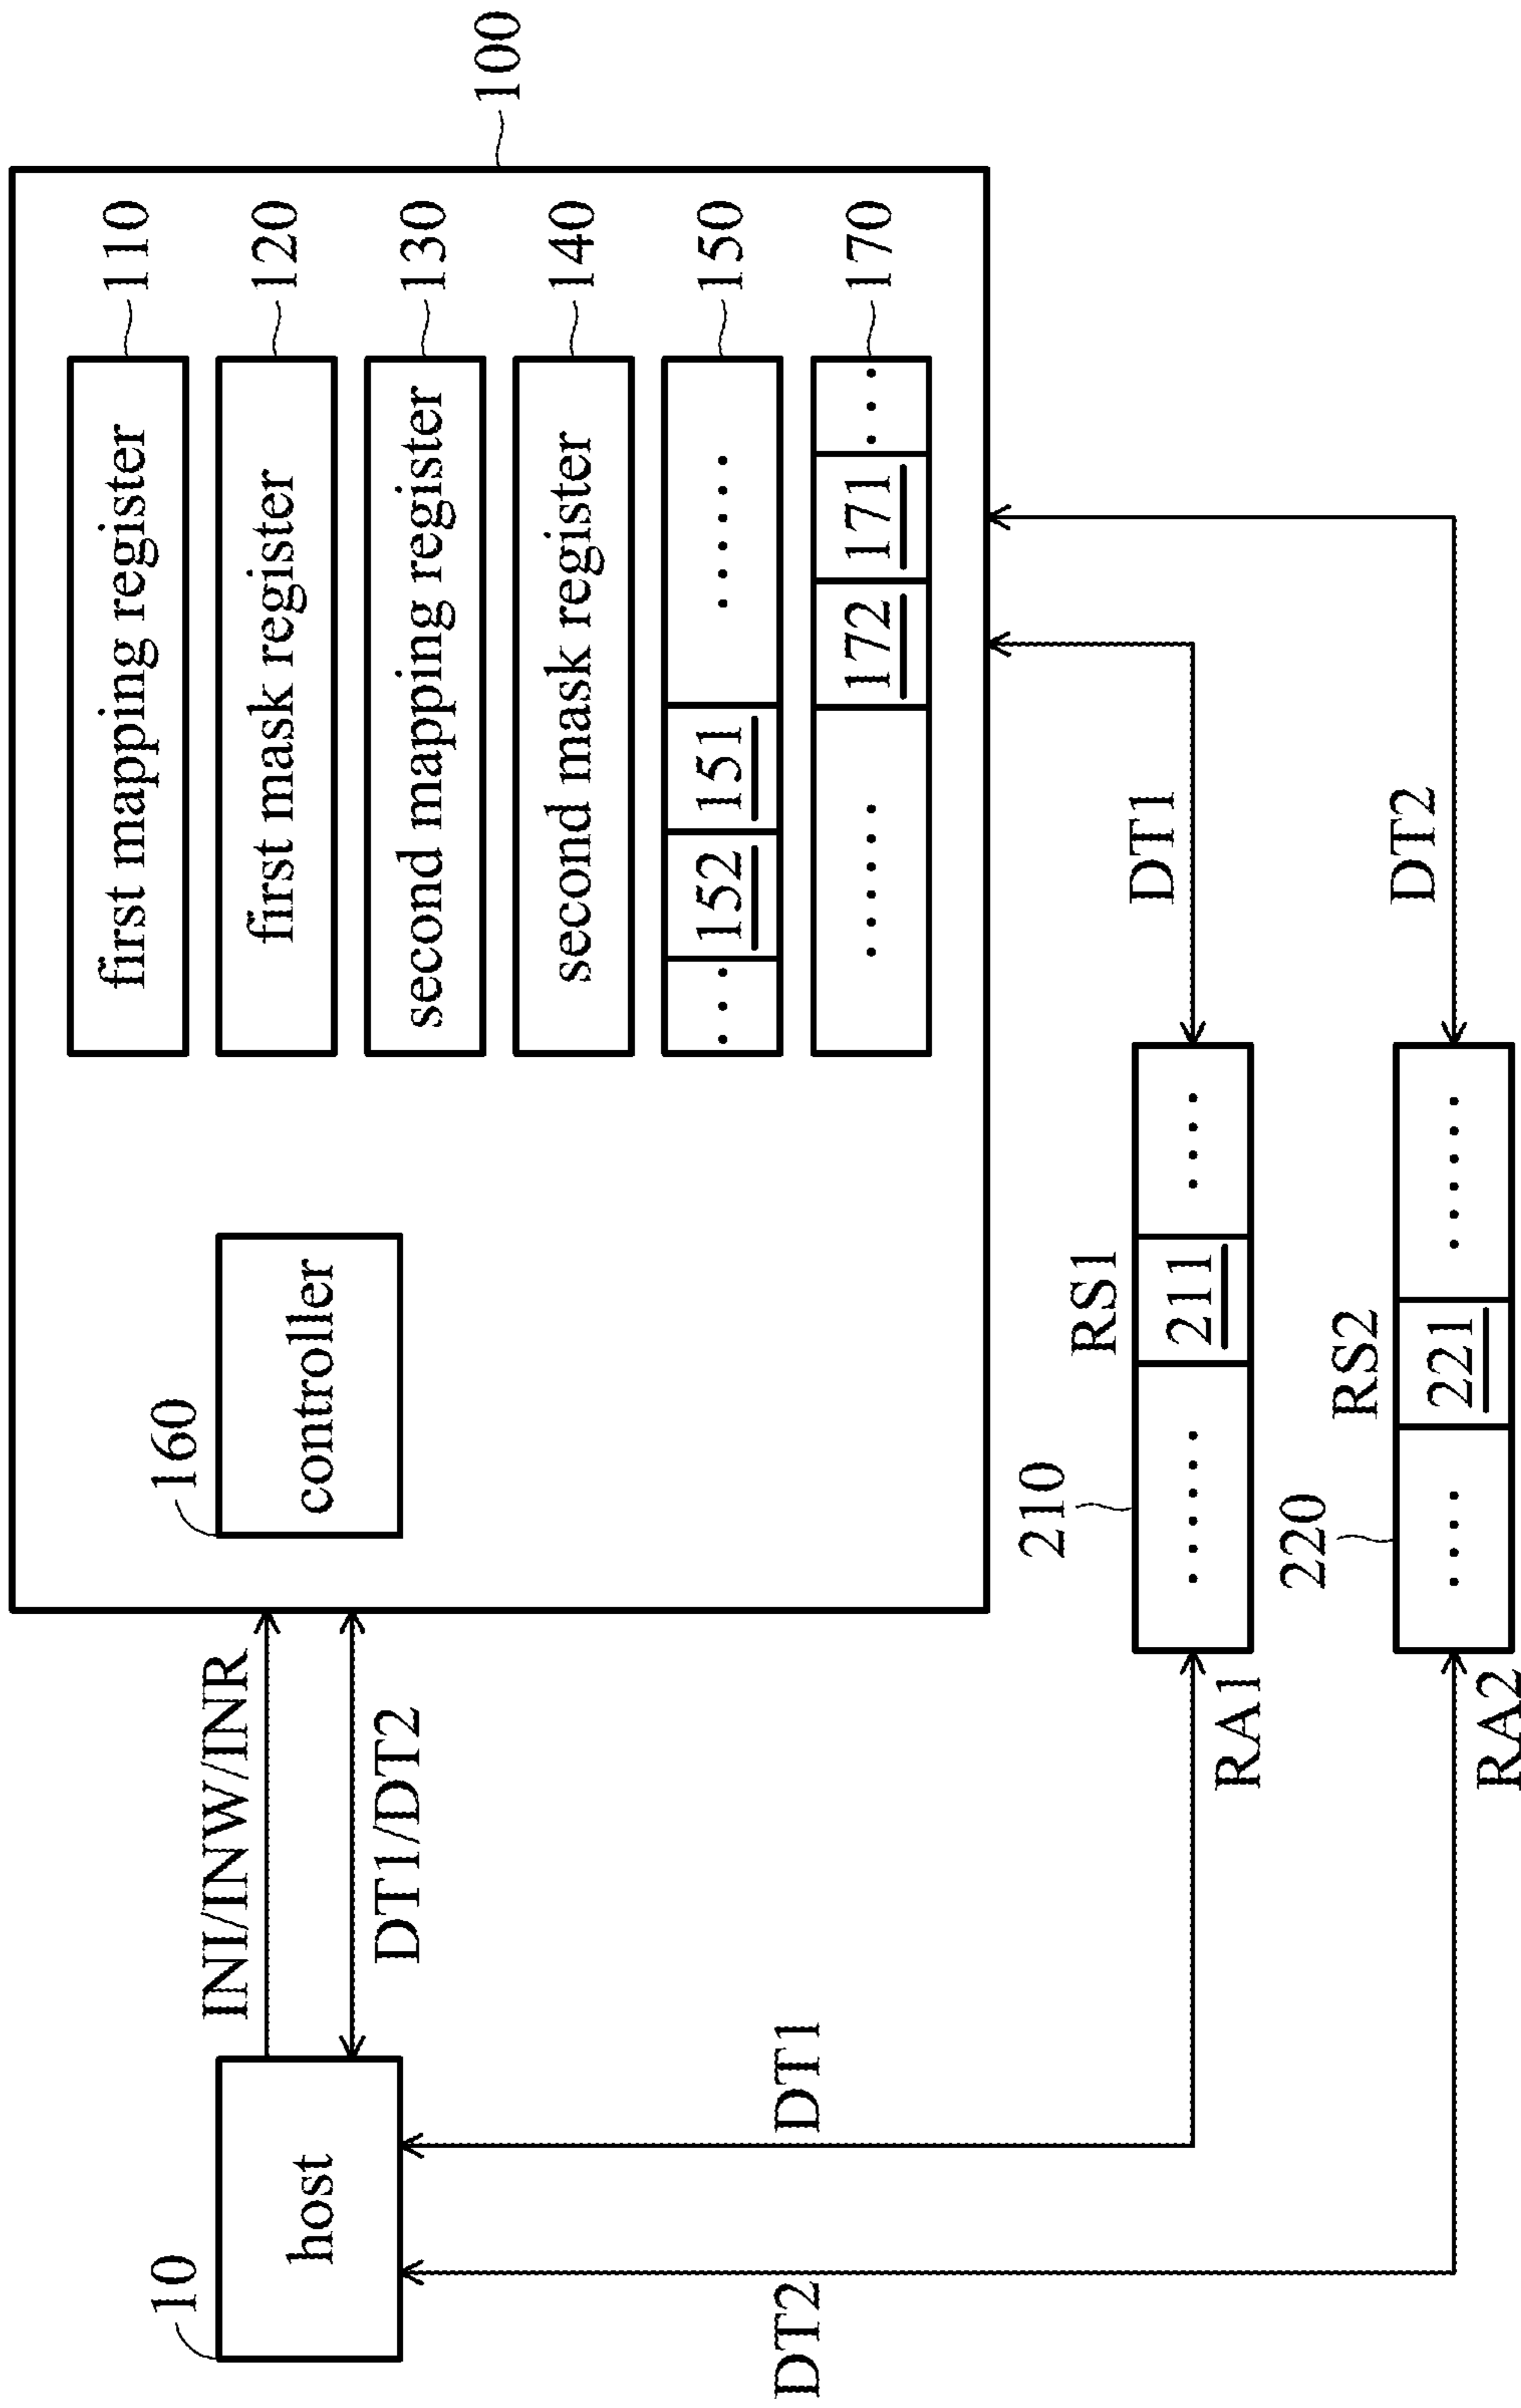 100
first mapping register
110
first mask register
120
160
controller
second mapping register
130
second mask register
140
··· 152 151 ······
150
······ 172 171 ···
170
10
host
INI/INW/INR
DT1/DT2
DT1
DT2
210
RS1
······ 211 ····
DT1
RA1
220
RS2
···· 221 ······
DT2
RA2